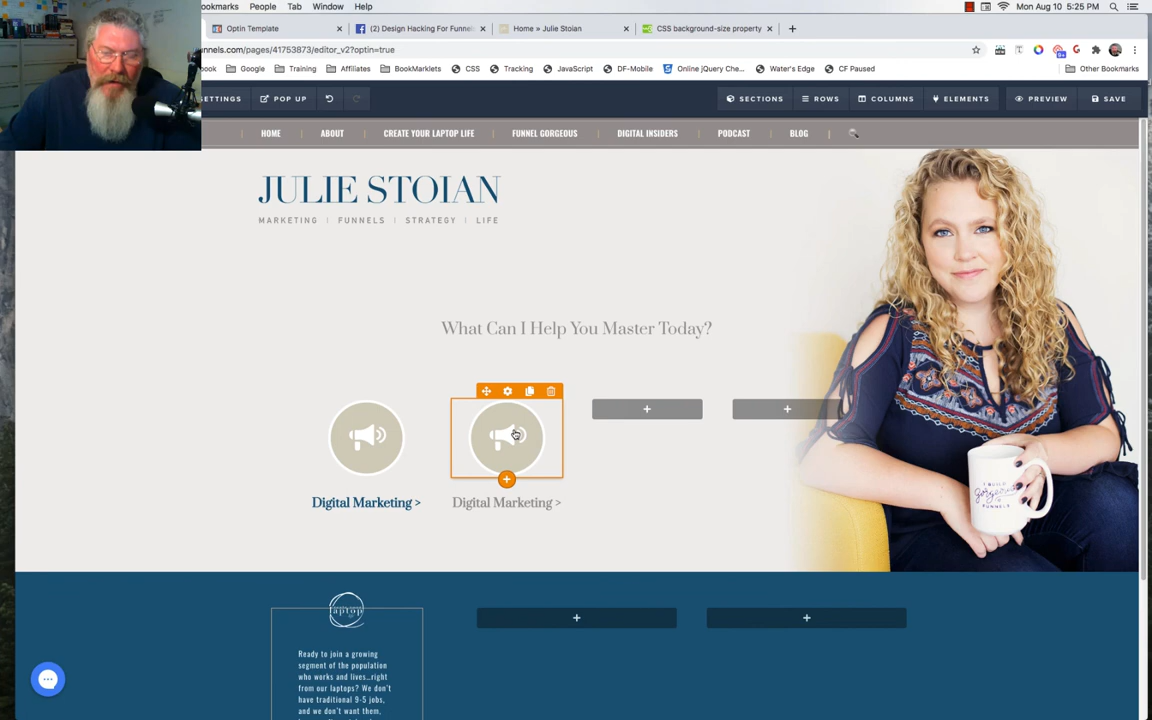 ookmarks People Tab Window Help
Mon Aug 10 5:25 PM
Optin Template
(2) Design Hacking For Funnel
Home » Julie Stoian
CSS background-size property
nnels.com/pages/41753873/editor_v2?optin=true
book Google Training Affiliates BookMarklets CSS Tracking JavaScript DF-Mobile Online jQuery Che... Water's Edge CF Paused Other Bookmarks
ETTINGS POP UP SECTIONS ROWS COLUMNS ELEMENTS PREVIEW SAVE
HOME | ABOUT | CREATE YOUR LAPTOP LIFE | FUNNEL GORGEOUS | DIGITAL INSIDERS | PODCAST | BLOG |
JULIE STOIAN
MARKETING | FUNNELS | STRATEGY | LIFE
What Can I Help You Master Today?
Digital Marketing >
Digital Marketing >
I BUILD
gorgeous
FUNNELS
laptop
Ready to join a growing
segment of the population
who works and lives...right
from our laptops? We don't
have traditional 9-5 jobs,
and we don't want them,